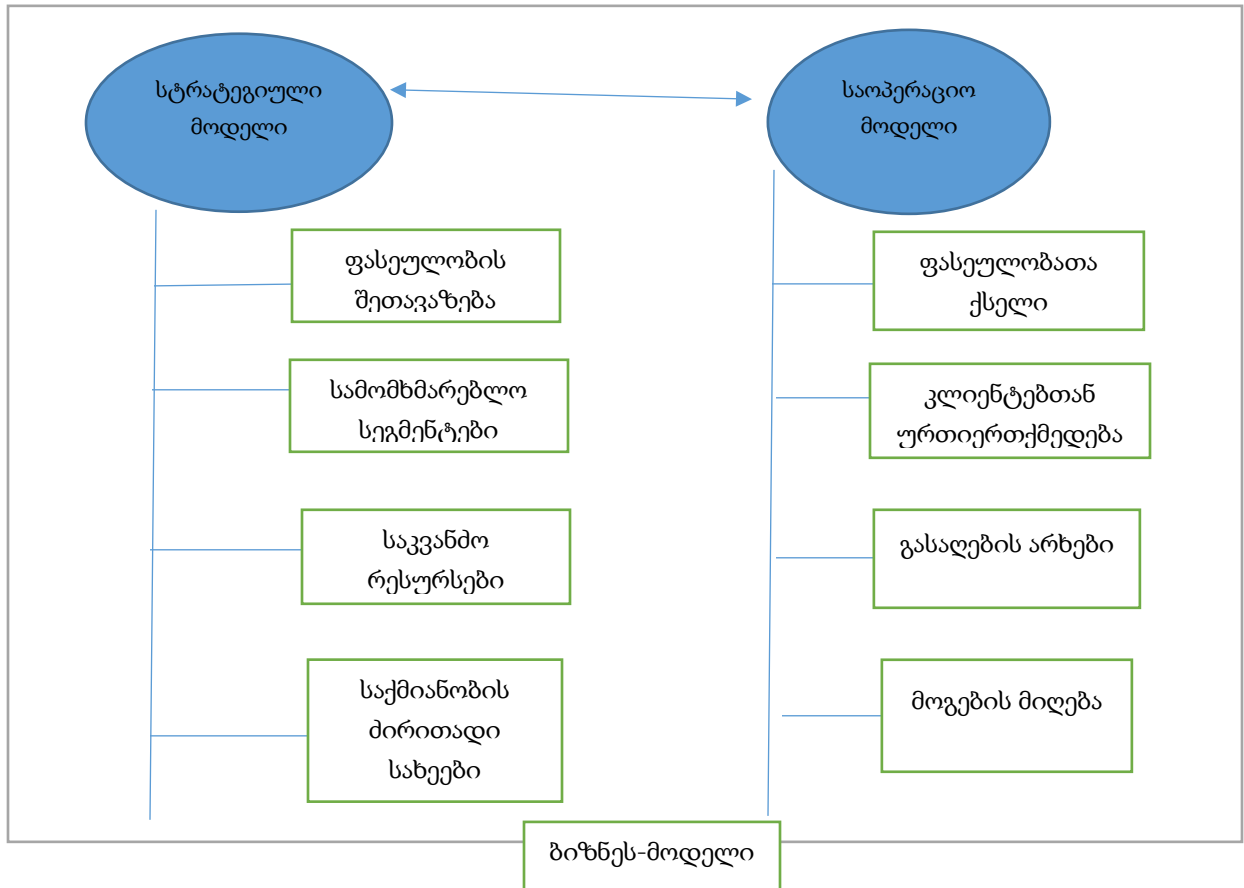 სტრატეგიული
მოდელი
საოპერაციო
მოდელი
ფასეულობის
შეთავაზება
სამომხმარებლო
სეგმენტები
საკვანძო
რესურსები
საქმიანობის
ძირითადი
სახეები
ფასეულობათა
ქსელი
კლიენტებთან
ურთიერთქმედება
გასაღების არხები
მოგების მიღება
ბიზნეს-მოდელი